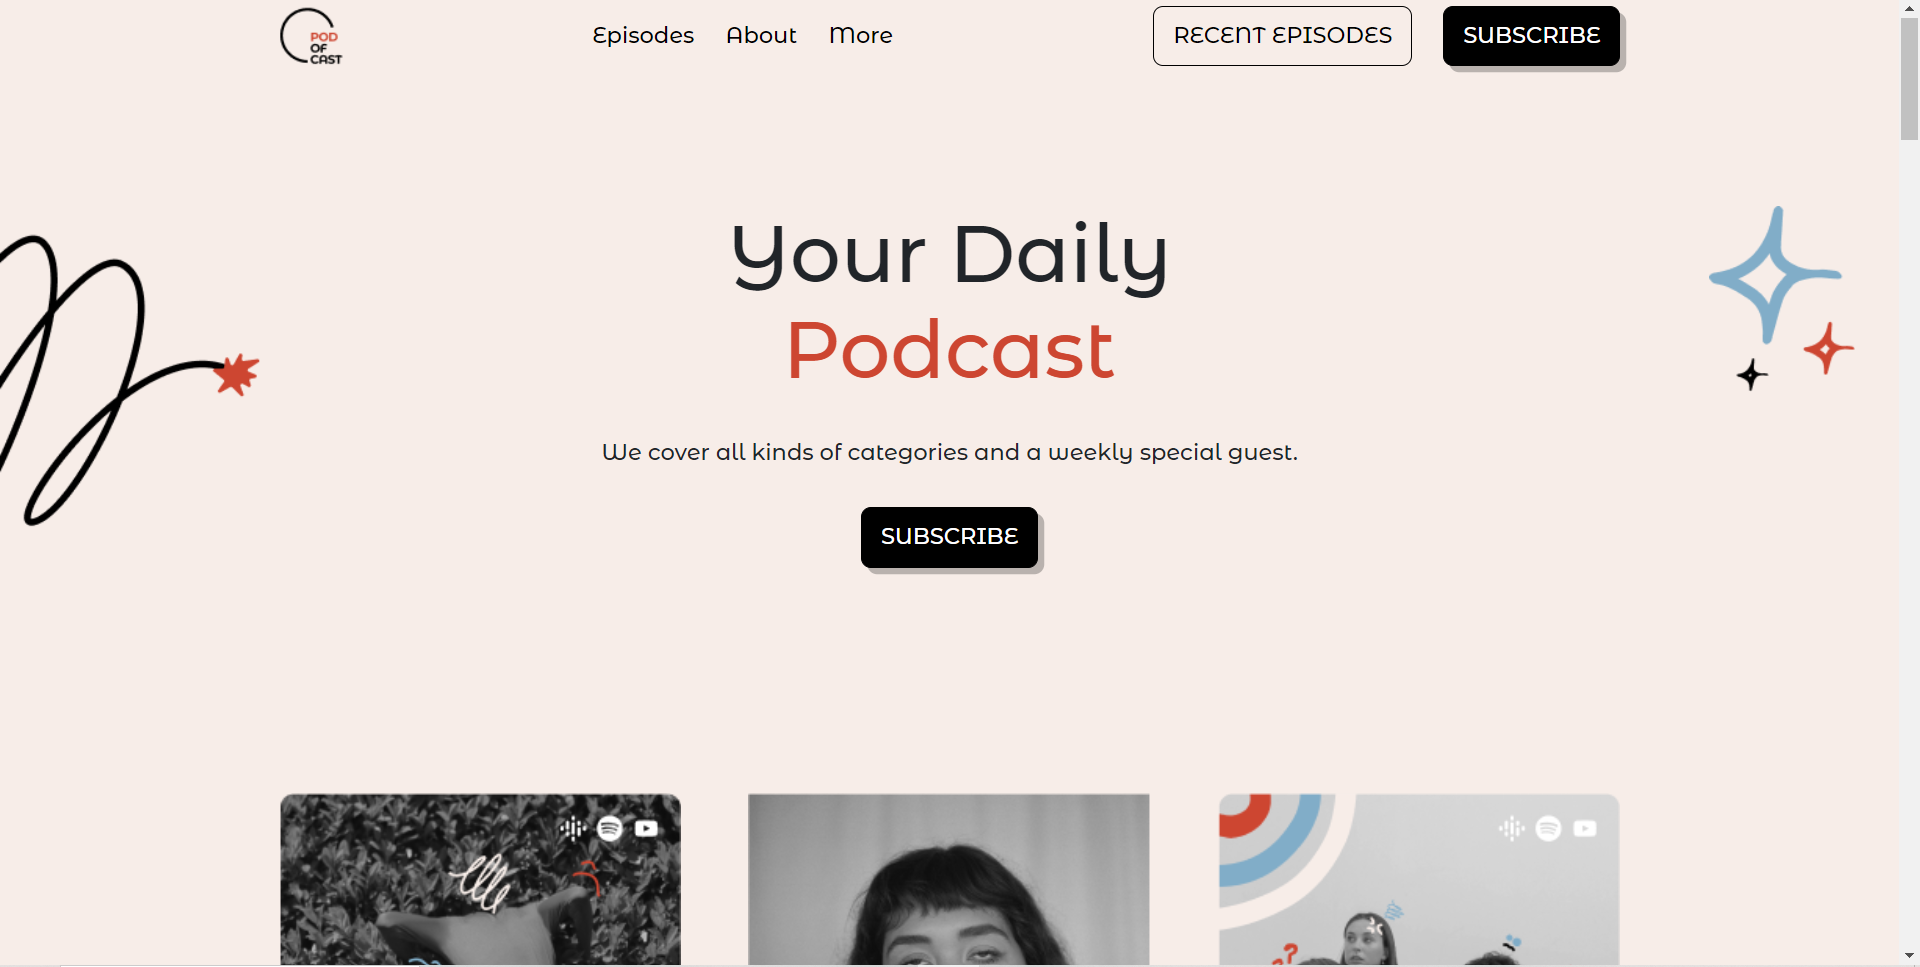 POD
OF
CAST
Episodes About More
RECENT EPISODES
SUBSCRIBE
Your Daily
Podcast
We cover all kinds of categories and a weekly special guest.
SUBSCRIBE